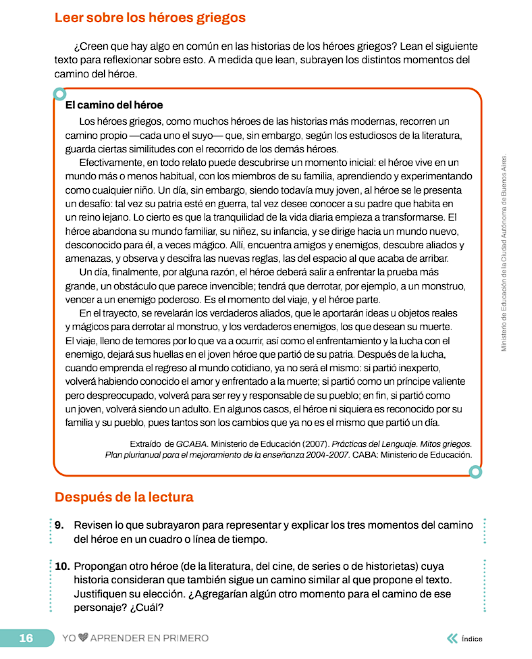 Leer sobre los héroes griegos
¿Creen que hay algo en común en las historias de los héroes griegos? Lean el siguiente
texto para reflexionar sobre esto. A medida que lean, subrayen los distintos momentos del
camino del héroe.
El camino del héroe
Los héroes griegos, como muchos héroes de las historias más modernas, recorren un
camino propio —cada uno el suyo— que, sin embargo, según los estudiosos de la literatura,
guarda ciertas similitudes con el recorrido de los demás héroes.
Efectivamente, en todo relato puede descubrirse un momento inicial: el héroe vive en un
mundo más o menos habitual, con los miembros de su familia, aprendiendo y experimentando
como cualquier niño. Un día, sin embargo, siendo todavía muy joven, al héroe se le presenta
un desafío: tal vez su patria esté en guerra, tal vez desee conocer a su padre que habita en
un reino lejano. Lo cierto es que la tranquilidad de la vida diaria empieza a transformarse. El
héroe abandona su mundo familiar, su niñez, su infancia, y se dirige hacia un mundo nuevo,
desconocido para él, a veces mágico. Allí, encuentra amigos y enemigos, descubre aliados y
amenazas, y observa y descifra las nuevas reglas, las del espacio al que acaba de arribar.
Un día, finalmente, por alguna razón, el héroe deberá salir a enfrentar la prueba más
grande, un obstáculo que parece invencible; tendrá que derrotar, por ejemplo, a un monstruo,
vencer a un enemigo poderoso. Es el momento del viaje, y el héroe parte.
En el trayecto, se revelarán los verdaderos aliados, que le aportarán ideas u objetos reales
y mágicos para derrotar al monstruo, y los verdaderos enemigos, los que desean su muerte.
El viaje, lleno de temores por lo que va a ocurrir, así como el enfrentamiento y la lucha con el
enemigo, dejará sus huellas en el joven héroe que partió de su patria. Después de la lucha,
cuando emprenda el regreso al mundo cotidiano, ya no será el mismo: si partió inexperto,
volverá habiendo conocido el amor y enfrentado a la muerte; si partió como un príncipe valiente
pero despreocupado, volverá para ser rey y responsable de su pueblo; en fin, si partió como
un joven, volverá siendo un adulto. En algunos casos, el héroe ni siquiera es reconocido por su
familia y su pueblo, pues tantos son los cambios que ya no es el mismo que partió un día.
Extraído de GCABA. Ministerio de Educación (2007). Prácticas del Lenguaje. Mitos griegos.
Plan plurianual para el mejoramiento de la enseñanza 2004-2007. CABA: Ministerio de Educación.
Después de la lectura
9. Revisen lo que subrayaron para representar y explicar los tres momentos del camino
del héroe en un cuadro o línea de tiempo.
10. Propongan otro héroe (de la literatura, del cine, de series o de historietas) cuya
historia consideran que también sigue un camino similar al que propone el texto.
Justifiquen su elección. ¿Agregarían algún otro momento para el camino de ese
personaje? ¿Cuál?
Ministerio de Educación de la Ciudad Autónoma de Buenos Aires
16 YO APRENDER EN PRIMERO
Índice